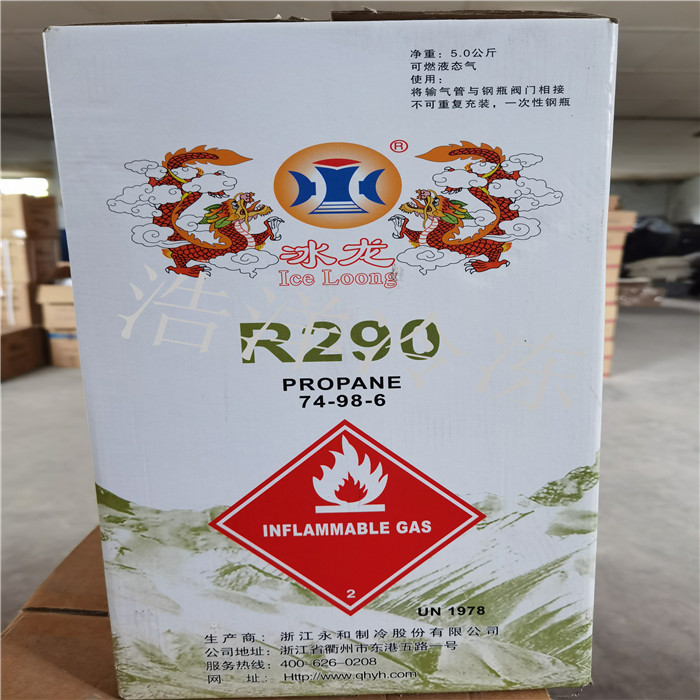 净重：5.0公斤
可燃液态气
使用：
将输气管与钢瓶阀门相接
不可重复充装，一次性钢瓶
®
冰龙
Ice Loong
R290
PROPANE
74-98-6
INFLAMMABLE GAS
2
UN 1978
生产商：浙江永和制冷股份有限公司
公司地址：浙江省衢州市东港五路一号
服务热线：400-626-0208
网址：Http://www.qhyh.com